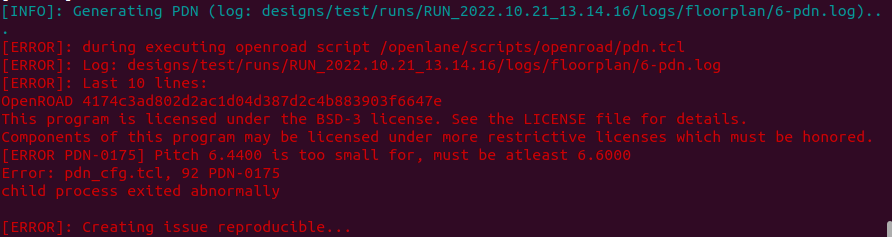 [INFO]: Generating PDN (log: designs/test/runs/RUN_2022.10.21_13.14.16/logs/floorplan/6-pdn.log)..
.
[ERROR]: during executing openroad script /openlane/scripts/openroad/pdn.tcl
[ERROR]: Log: designs/test/runs/RUN_2022.10.21_13.14.16/logs/floorplan/6-pdn.log
[ERROR]: Last 10 lines:
OpenROAD 4174c3ad802d2ac1d04d387d2c4b883903f6647e
This program is licensed under the BSD-3 license. See the LICENSE file for details.
Components of this program may be licensed under more restrictive licenses which must be honored.
[ERROR PDN-0175] Pitch 6.4400 is too small for, must be atleast 6.6000
Error: pdn_cfg.tcl, 92 PDN-0175
child process exited abnormally
[ERROR]: Creating issue reproducible...